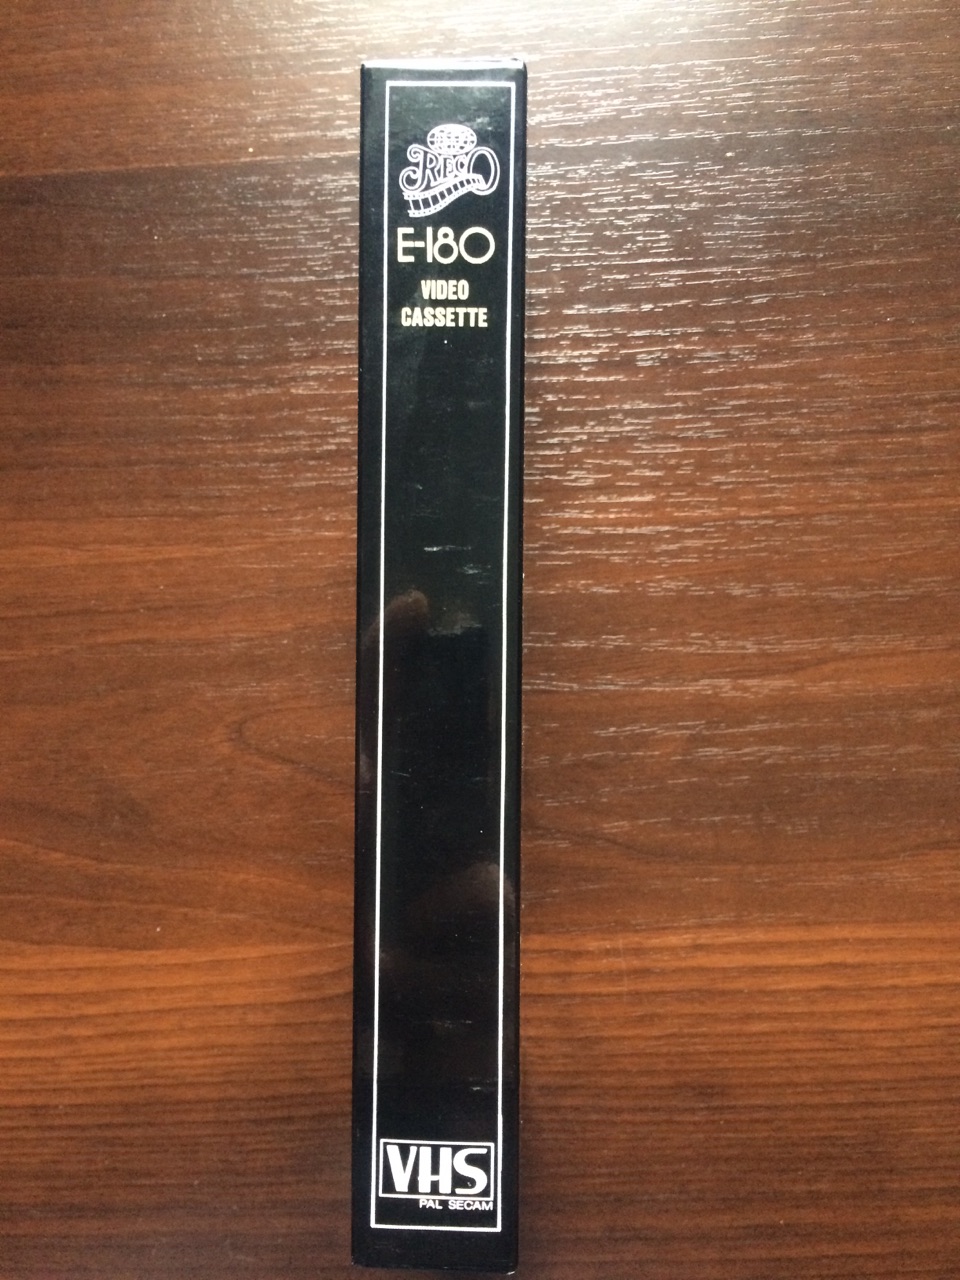 RECO
E-180
VIDEO
CASSETTE
VHS
PAL SECAM